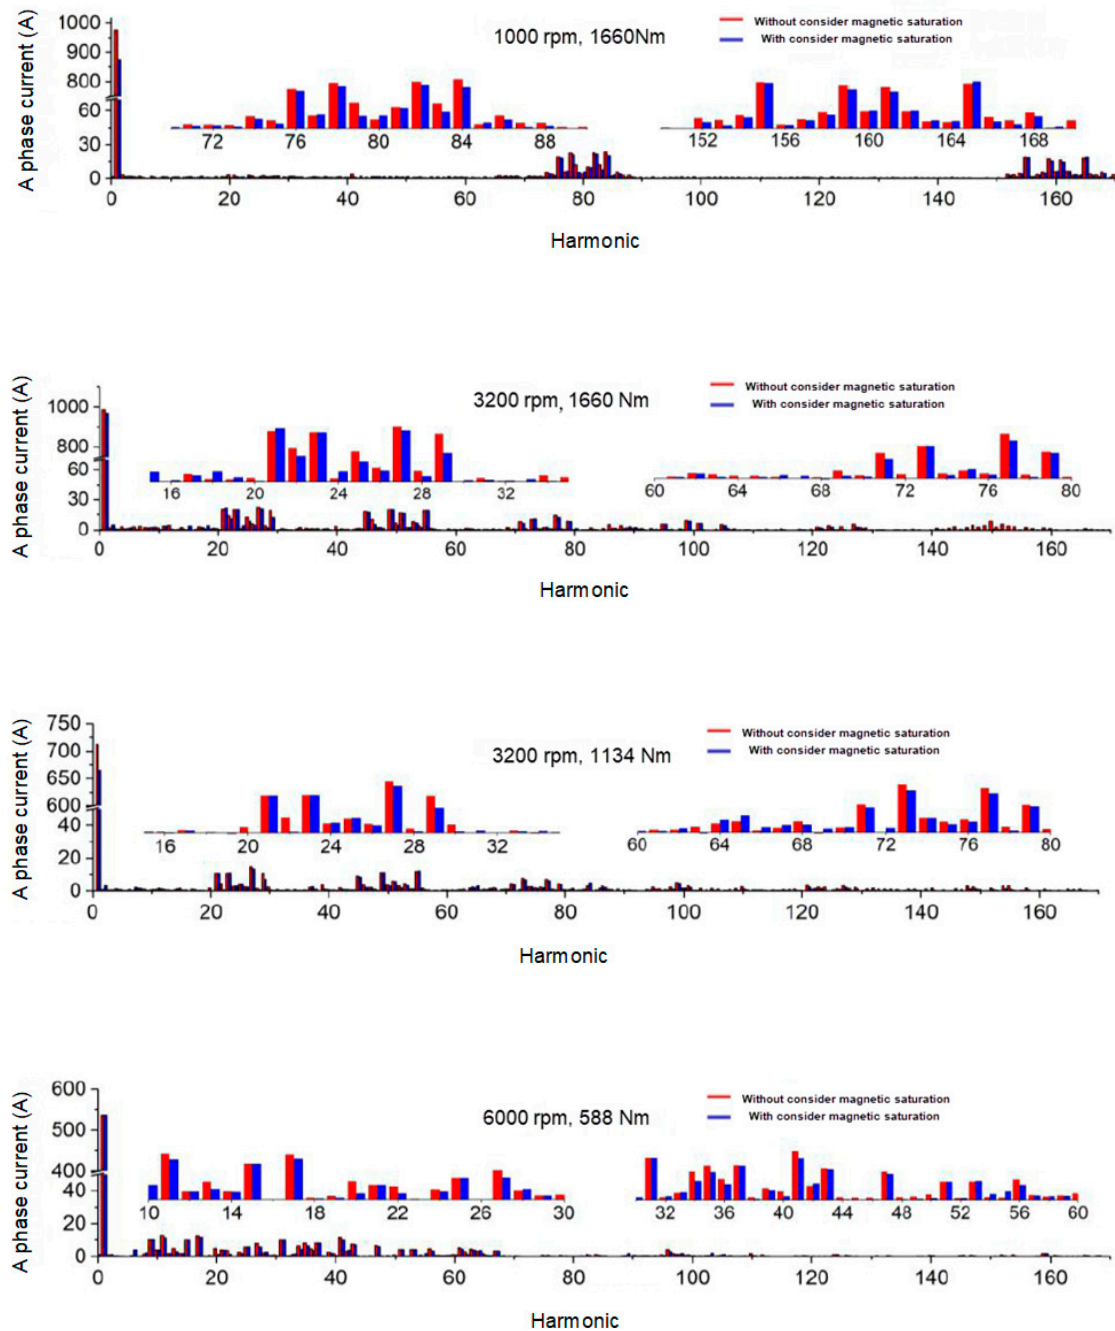 1000
900
800
60
30
0
A phase current (A)
1000 rpm, 1660Nm
Without consider magnetic saturation
With consider magnetic saturation
72 76 80 84 88
152 156 160 164 168
0 20 40 60 80 100 120 140 160
Harmonic
1000
800
60
30
0
A phase current (A)
3200 rpm, 1660 Nm
Without consider magnetic saturation
With consider magnetic saturation
16 20 24 28 32
60 64 68 72 76 80
0 20 40 60 80 100 120 140 160
Harmonic
750
700
650
600
40
20
0
A phase current (A)
3200 rpm, 1134 Nm
Without consider magnetic saturation
With consider magnetic saturation
16 20 24 28 32
60 64 68 72 76 80
0 20 40 60 80 100 120 140 160
Harmonic
600
500
400
40
20
0
A phase current (A)
6000 rpm, 588 Nm
Without consider magnetic saturation
With consider magnetic saturation
10 14 18 22 26 30
32 36 40 44 48 52 56 60
0 20 40 60 80 100 120 140 160
Harmonic